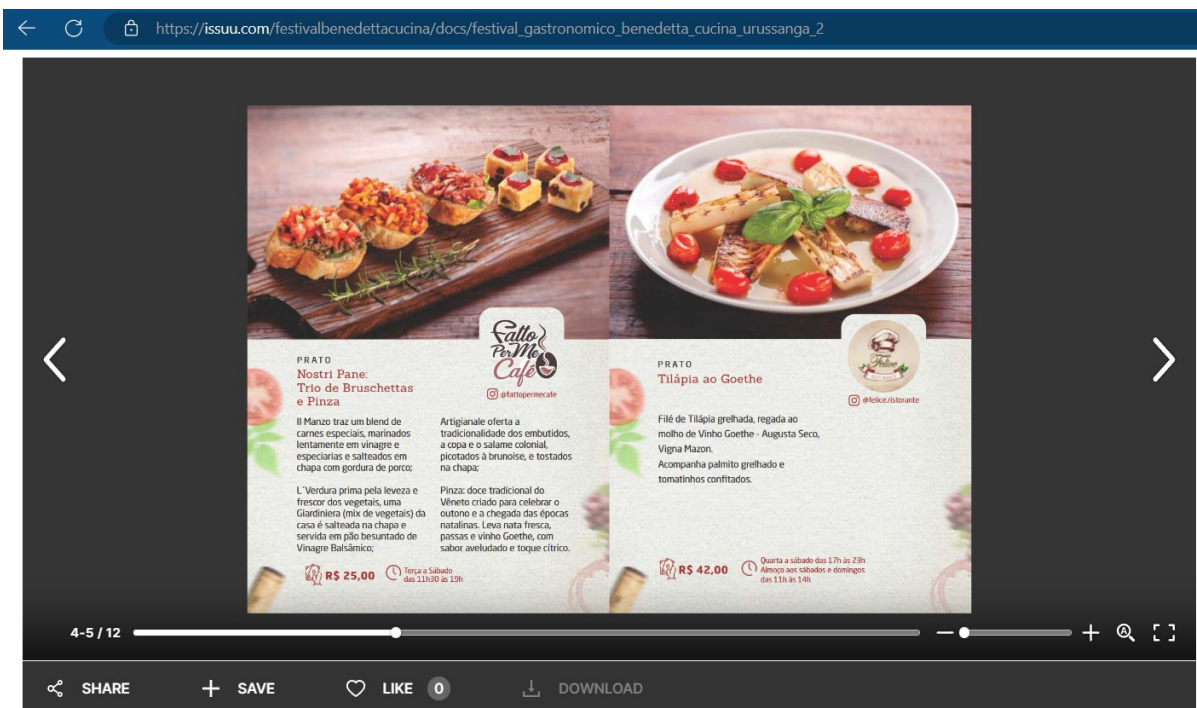 https://issuu.com/festivalbenedettacucina/docs/festival_gastronomico_benedetta_cucina_urussanga_2
Fatto
Per Me
Café
@fattopermecafe
PRATO
Nostri Pane:
Trio de Bruschettas
e Pinza
Il Manzo traz um blend de
carnes especiais, marinados
lentamente em vinagre e
especiarias e salteados em
chapa com gordura de porco;
L´Verdura prima pela leveza e
frescor dos vegetais, uma
Giardiniera (mix de vegetais) da
casa é salteada na chapa e
servida em pão besuntado de
Vinagre Balsâmico;
Artigianale oferta a
tradicionalidade dos embutidos,
a copa e o salame colonial,
picotados à brunoise, e tostados
na chapa;
Pinza: doce tradicional do
Vêneto criado para celebrar o
outono e a chegada das épocas
natalinas. Leva nata fresca,
passas e vinho Goethe, com
sabor aveludado e toque cítrico.
R$ 25,00
Terça a Sábado
das 11h30 às 19h
Felice
@felice.ristorante
PRATO
Tilápia ao Goethe
Filé de Tilápia grelhada, regada ao
molho de Vinho Goethe - Augusta Seco,
Vigna Mazon.
Acompanha palmito grelhado e
tomatinhos confitados.
R$ 42,00
Quarta a sábado das 17h às 23h
Almoço aos sábados e domingos
das 11h às 14h
4-5 / 12
SHARE
SAVE
LIKE 0
DOWNLOAD